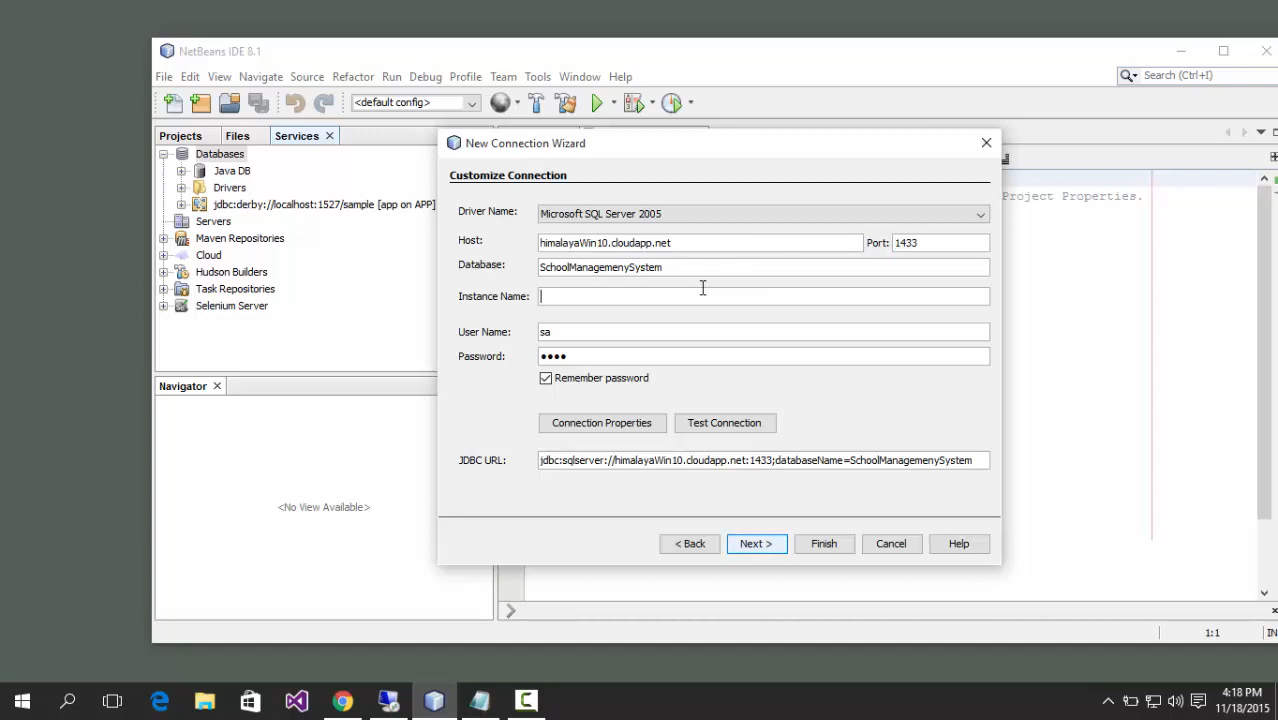 NetBeans IDE 8.1
File Edit View Navigate Source Refactor Run Debug Profile Team Tools Window Help
Search (Ctrl+I)
<default config>
Projects Files Services
Databases
Java DB
Drivers
jdbc:derby://localhost:1527/sample [app on APP]
Servers
Maven Repositories
Cloud
Hudson Builders
Task Repositories
Selenium Server
Navigator
<No View Available>
Project Properties.
New Connection Wizard
Customize Connection
Driver Name: Microsoft SQL Server 2005
Host: himalayaWin10.cloudapp.net Port: 1433
Database: SchoolManagemenySystem
Instance Name:
User Name: sa
Password: ●●●●
Remember password
Connection Properties Test Connection
JDBC URL: jdbc:sqlserver://himalayaWin10.cloudapp.net:1433;databaseName=SchoolManagemenySystem
< Back Next > Finish Cancel Help
1:1 IN
4:18 PM
11/18/2015